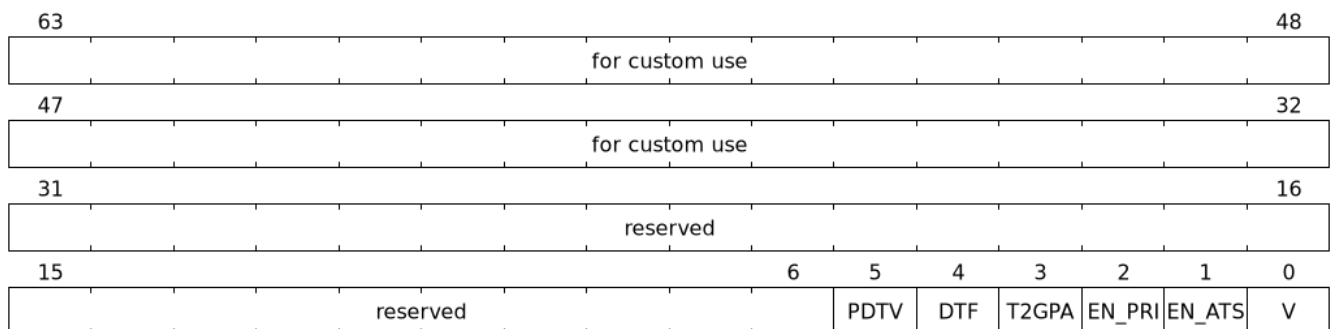 63 48
for custom use
47 32
for custom use
31 16
reserved
15 6 5 4 3 2 1 0
reserved PDTV DTF T2GPA EN_PRI EN_ATS V